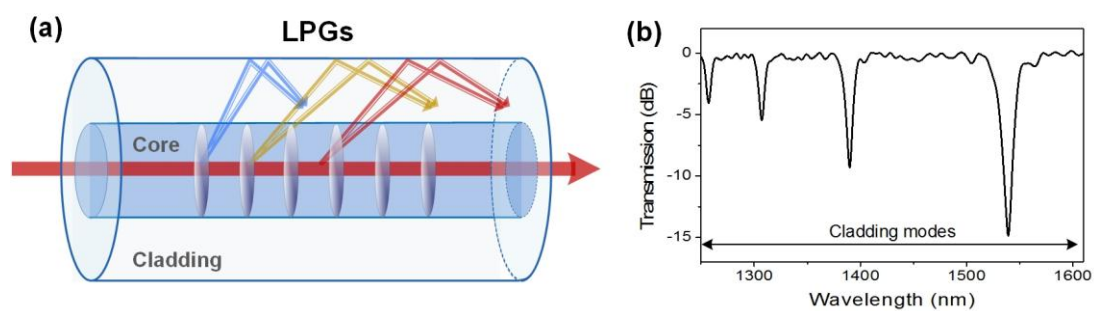 (a)
LPGs
Core
Cladding
(b)
Transmission (dB)
0
-5
-10
-15
Cladding modes
1300
1400
1500
1600
Wavelength (nm)